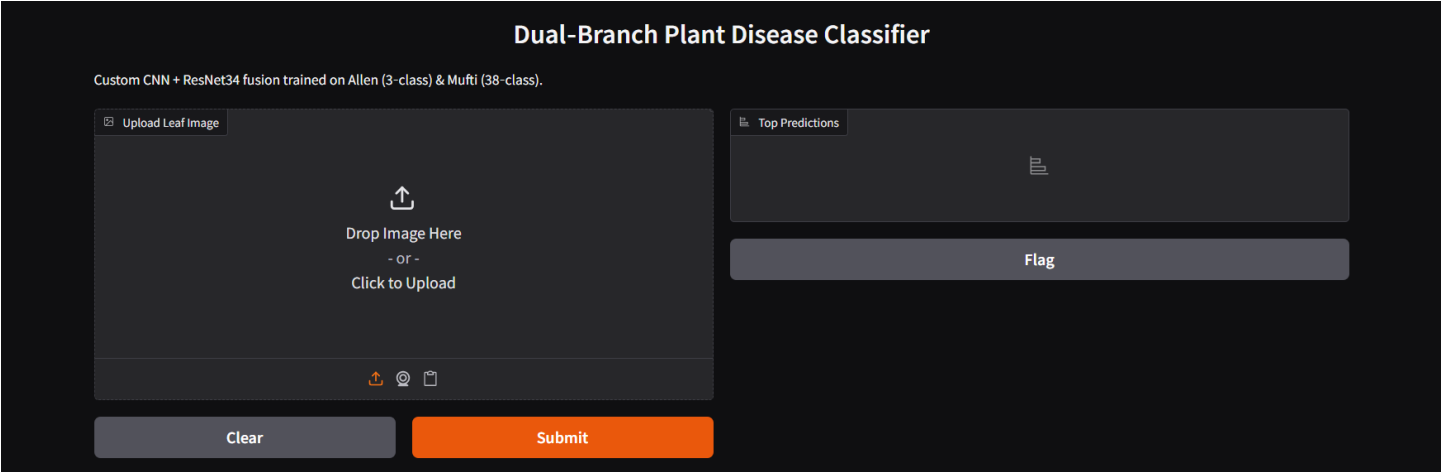 Dual-Branch Plant Disease Classifier
Custom CNN + ResNet34 fusion trained on Allen (3-class) & Mufti (38-class).
Upload Leaf Image
Drop Image Here
- or -
Click to Upload
Clear
Submit
Top Predictions
Flag